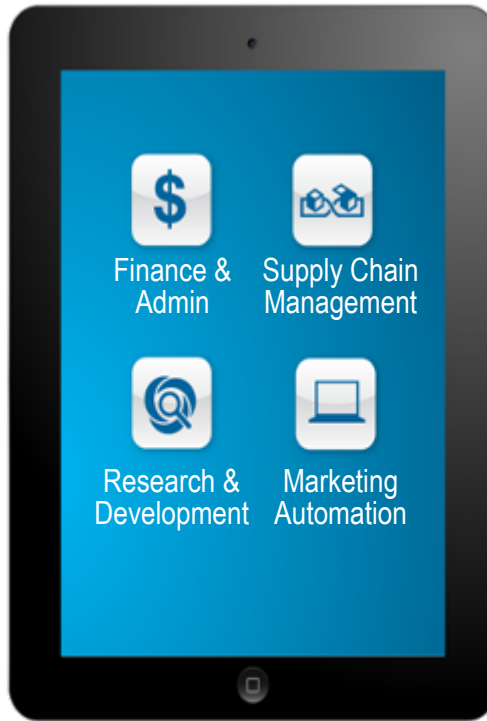 $
Finance &
Admin
Supply Chain
Management
Research &
Development
Marketing
Automation